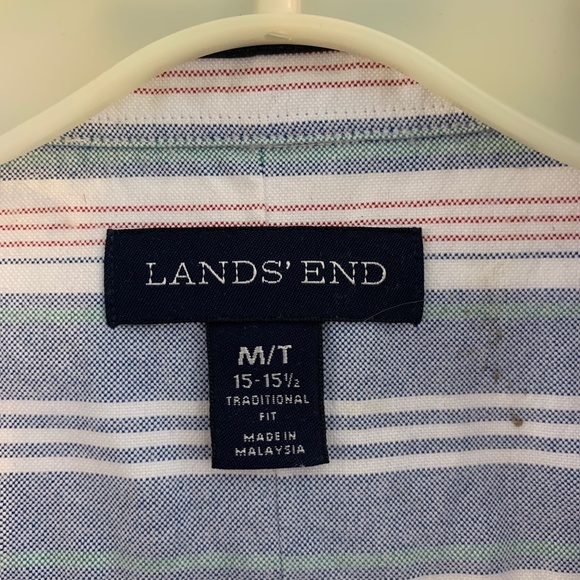 LANDS' END
M/T
15-15½
TRADITIONAL
FIT
MADE IN
MALAYSIA